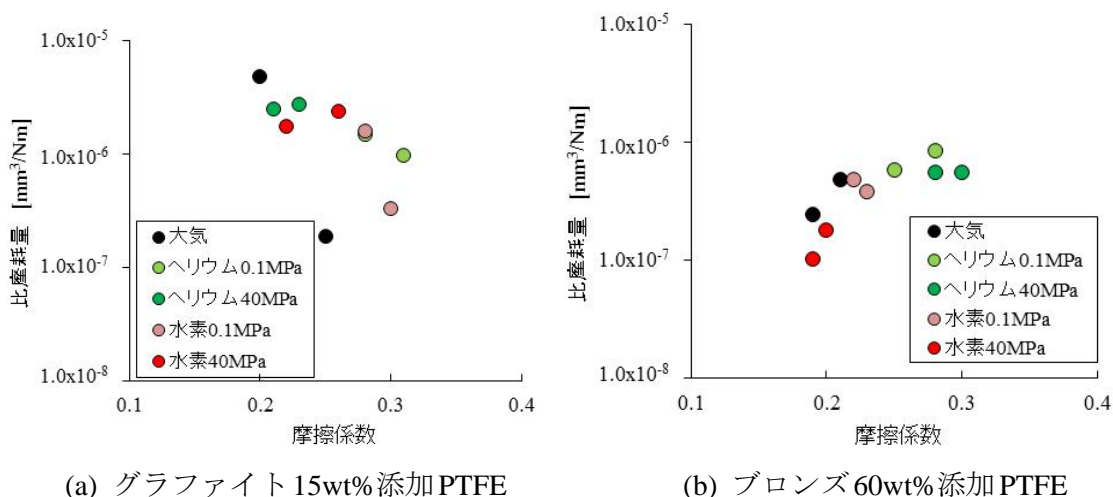 1.0x10⁻⁵
1.0x10⁻⁶
1.0x10⁻⁷
1.0x10⁻⁸
比摩耗量 [mm³/Nm]
●大気
●ヘリウム0.1MPa
●ヘリウム40MPa
●水素0.1MPa
●水素40MPa
0.1 0.2 0.3 0.4
摩擦係数
(a) グラファイト15wt%添加PTFE
1.0x10⁻⁵
1.0x10⁻⁶
1.0x10⁻⁷
1.0x10⁻⁸
比摩耗量 [mm³/Nm]
●大気
●ヘリウム0.1MPa
●ヘリウム40MPa
●水素0.1MPa
●水素40MPa
0.1 0.2 0.3 0.4
摩擦係数
(b) ブロンズ60wt%添加PTFE